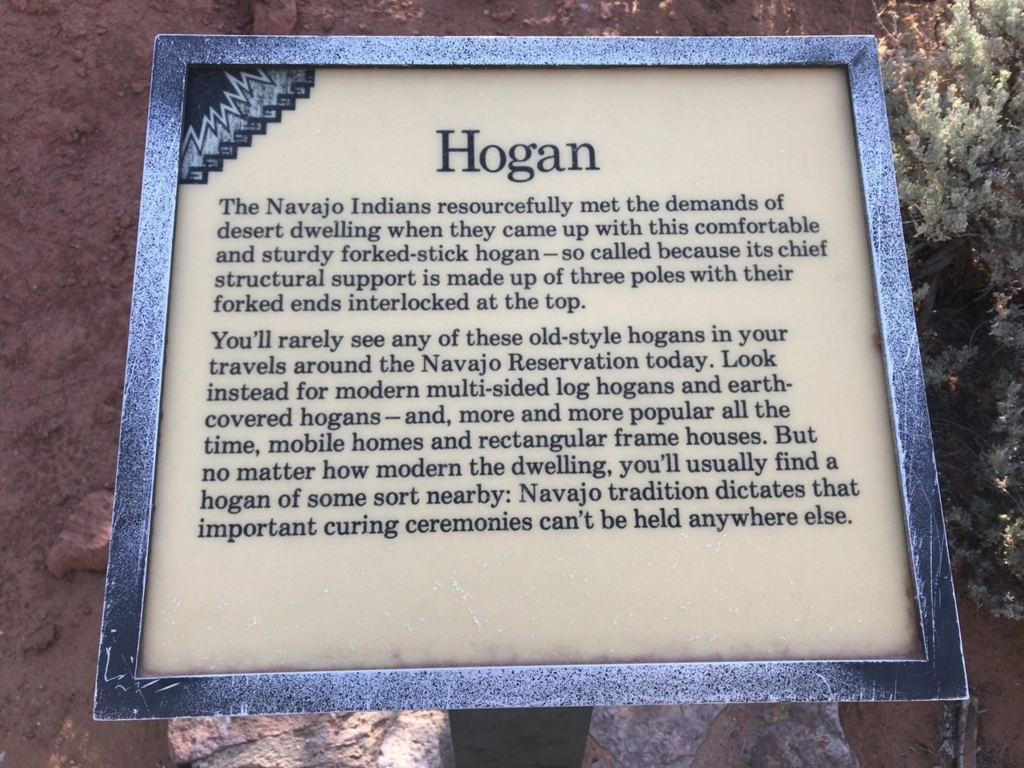 Hogan
The Navajo Indians resourcefully met the demands of
desert dwelling when they came up with this comfortable
and sturdy forked-stick hogan – so called because its chief
structural support is made up of three poles with their
forked ends interlocked at the top.
You'll rarely see any of these old-style hogans in your
travels around the Navajo Reservation today. Look
instead for modern multi-sided log hogans and earth-
covered hogans – and, more and more popular all the
time, mobile homes and rectangular frame houses. But
no matter how modern the dwelling, you'll usually find a
hogan of some sort nearby: Navajo tradition dictates that
important curing ceremonies can't be held anywhere else.